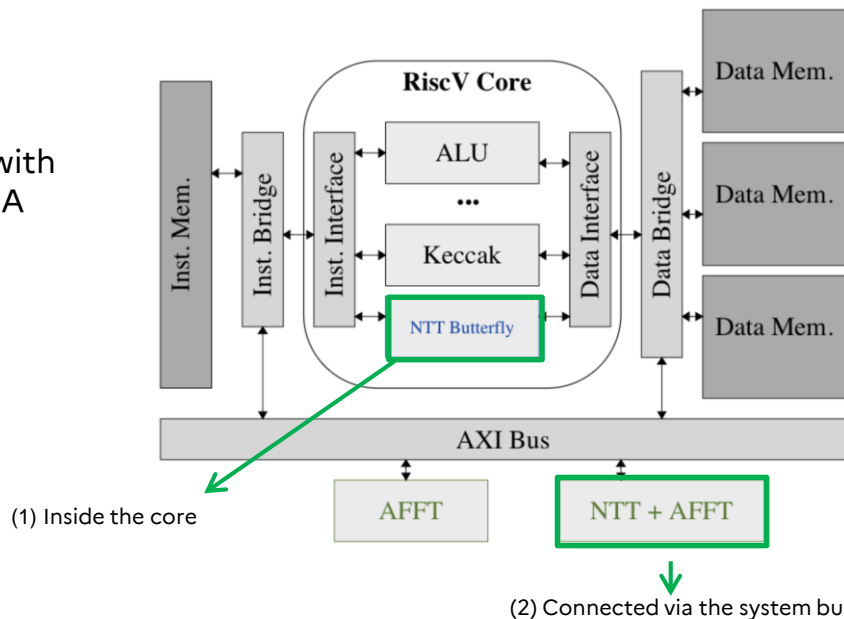 with
A
RiscV Core
Inst. Mem.
Inst. Bridge
Inst. Interface
ALU
...
Keccak
NTT Butterfly
Data Interface
Data Bridge
Data Mem.
Data Mem.
Data Mem.
AXI Bus
AFFT
NTT + AFFT
(1) Inside the core
(2) Connected via the system bu